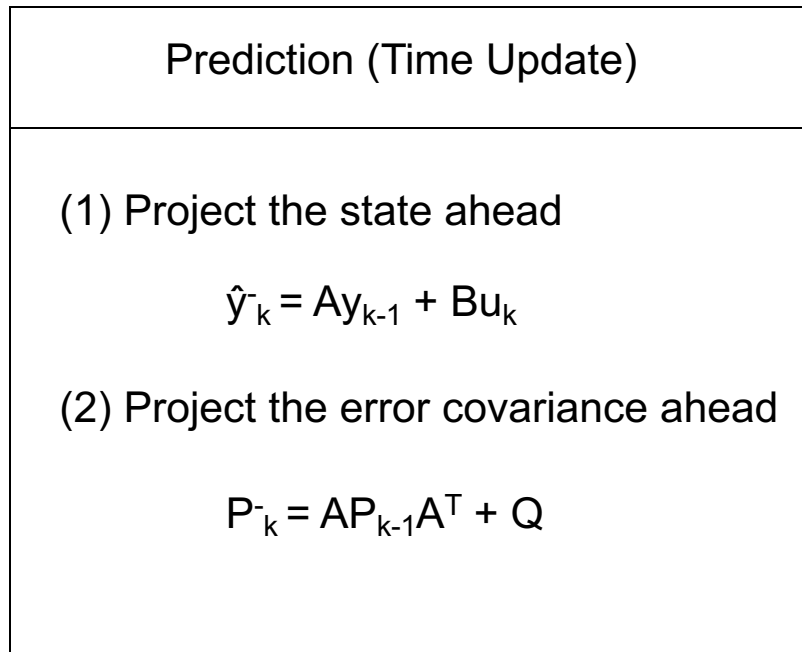 Prediction (Time Update)
(1) Project the state ahead
ŷ⁻ₖ = Ayₖ₋₁ + Buₖ
(2) Project the error covariance ahead
P⁻ₖ = APₖ₋₁Aᵀ + Q